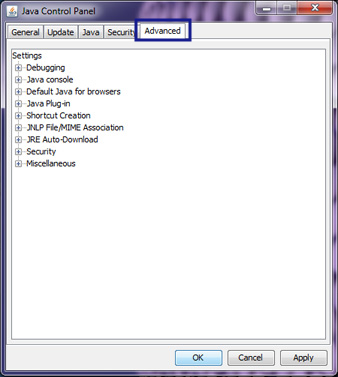 Java Control Panel
General Update Java Security Advanced
Settings
Debugging
Java console
Default Java for browsers
Java Plug-in
Shortcut Creation
JNLP File/MIME Association
JRE Auto-Download
Security
Miscellaneous
OK Cancel Apply